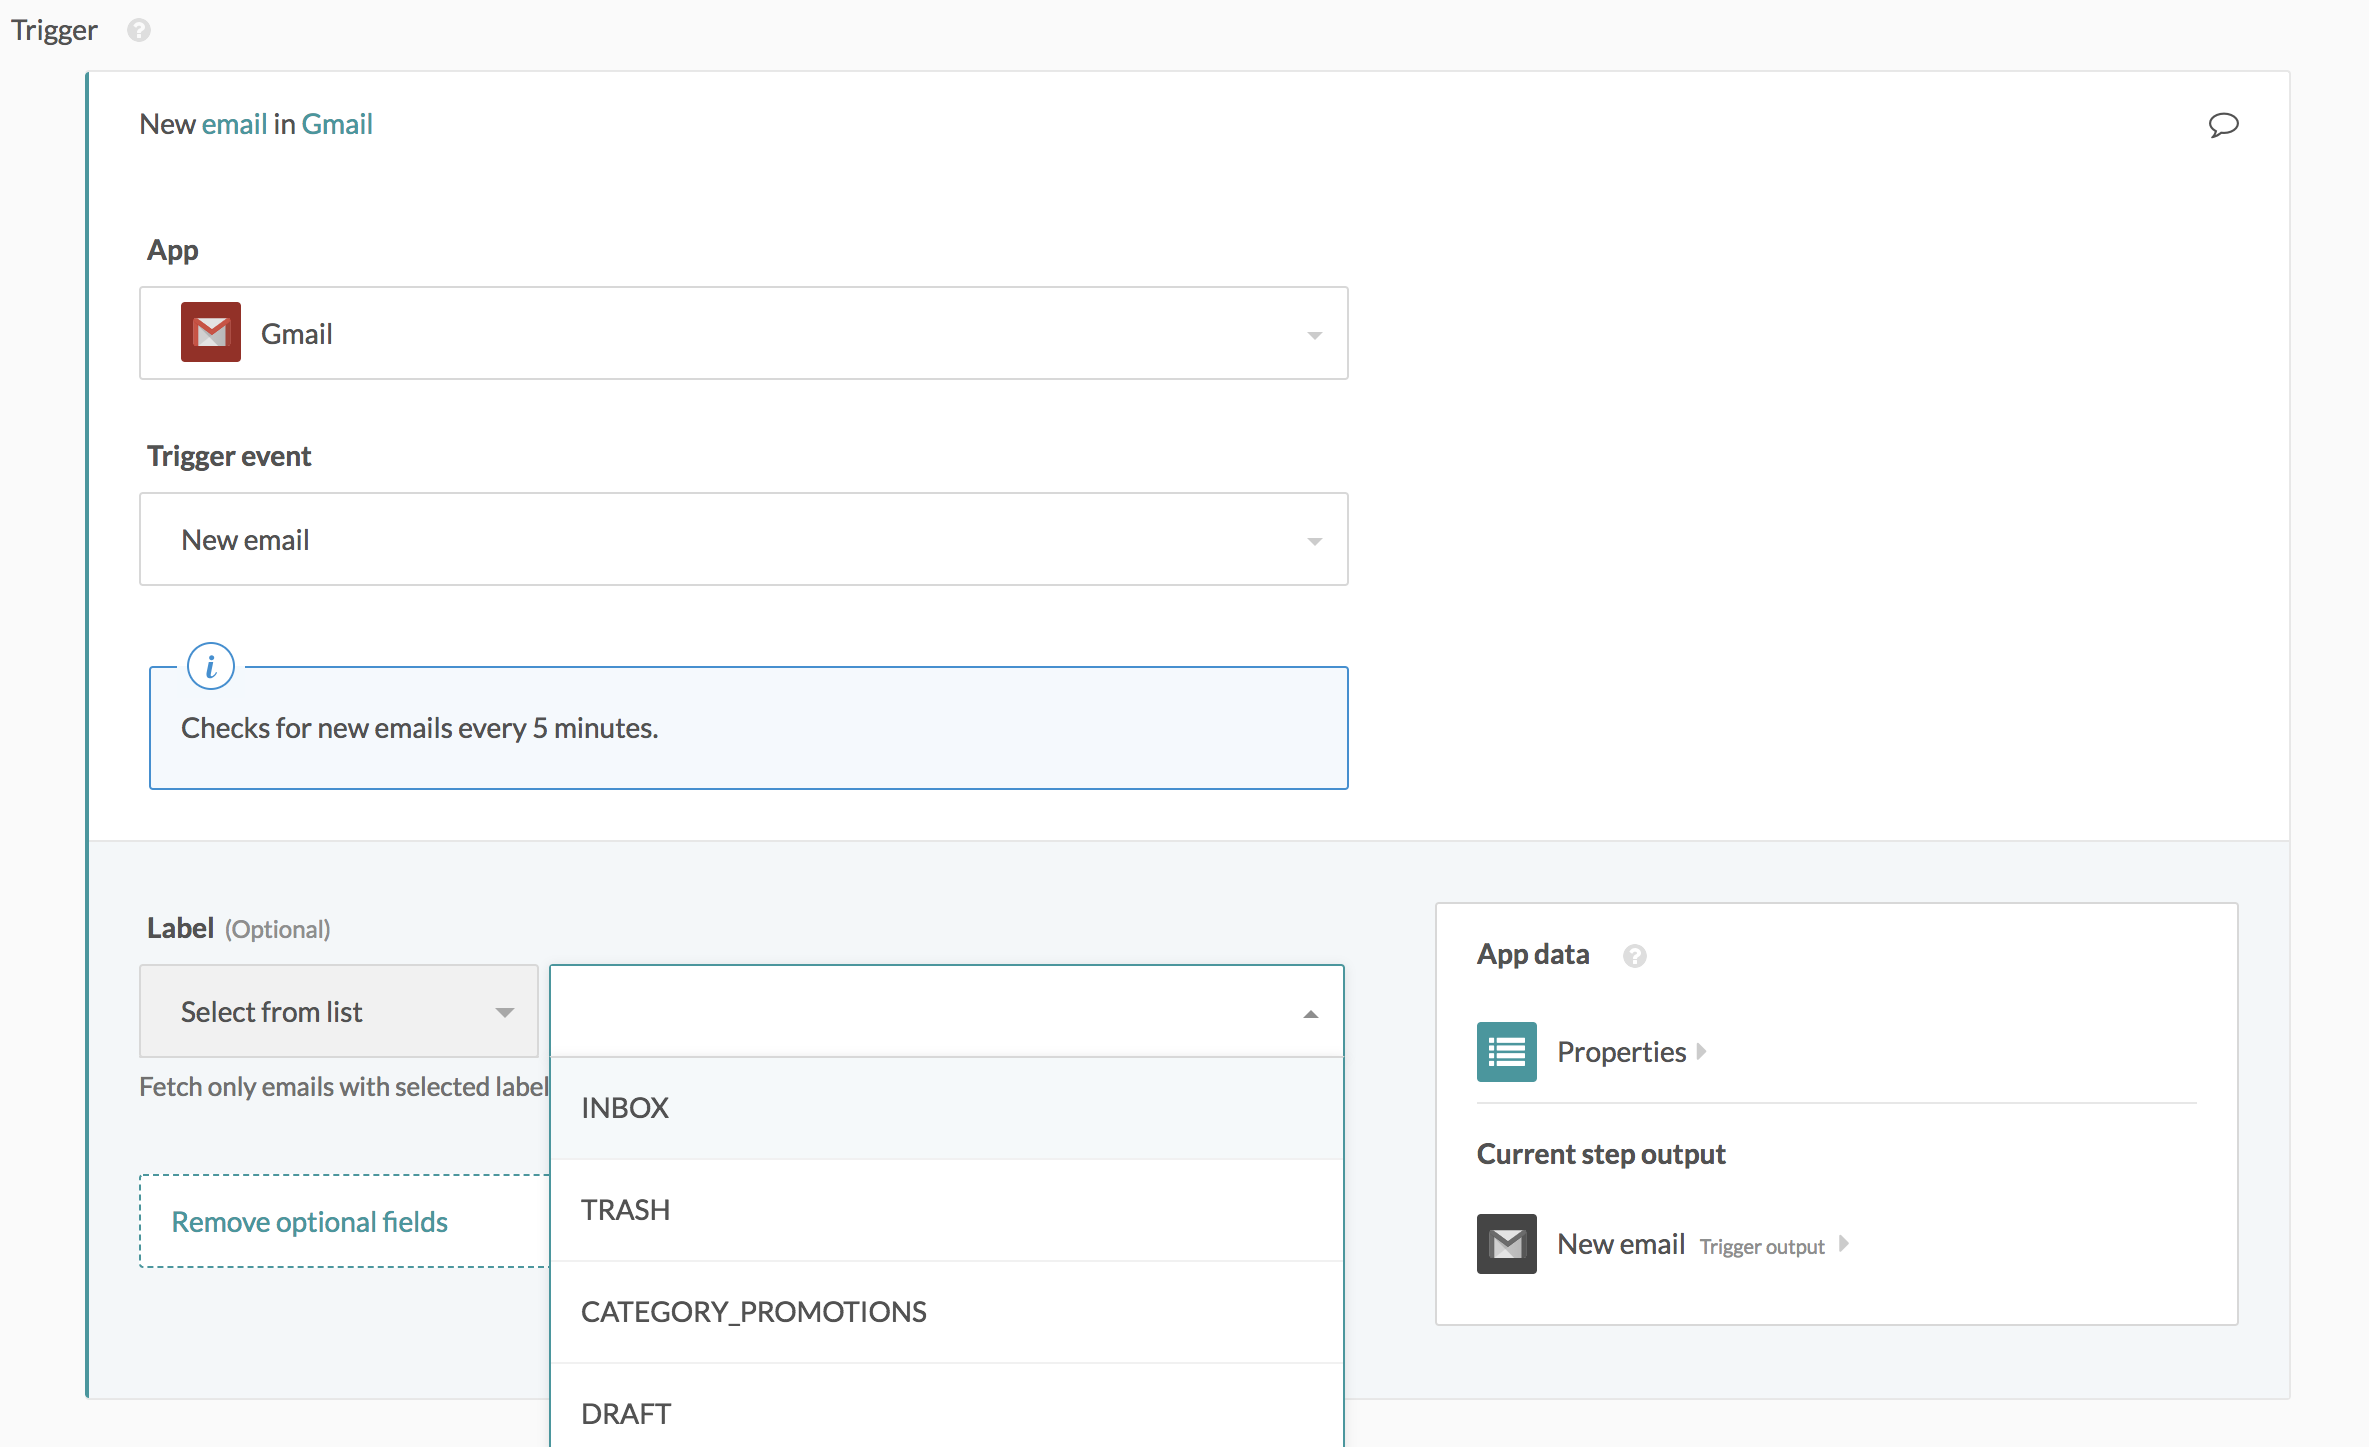 Trigger
New email in Gmail
App
Gmail
Trigger event
New email
i
Checks for new emails every 5 minutes.
Label (Optional)
Select from list
Fetch only emails with selected label
INBOX
TRASH
CATEGORY_PROMOTIONS
DRAFT
Remove optional fields
App data ?
Properties
Current step output
New email Trigger output